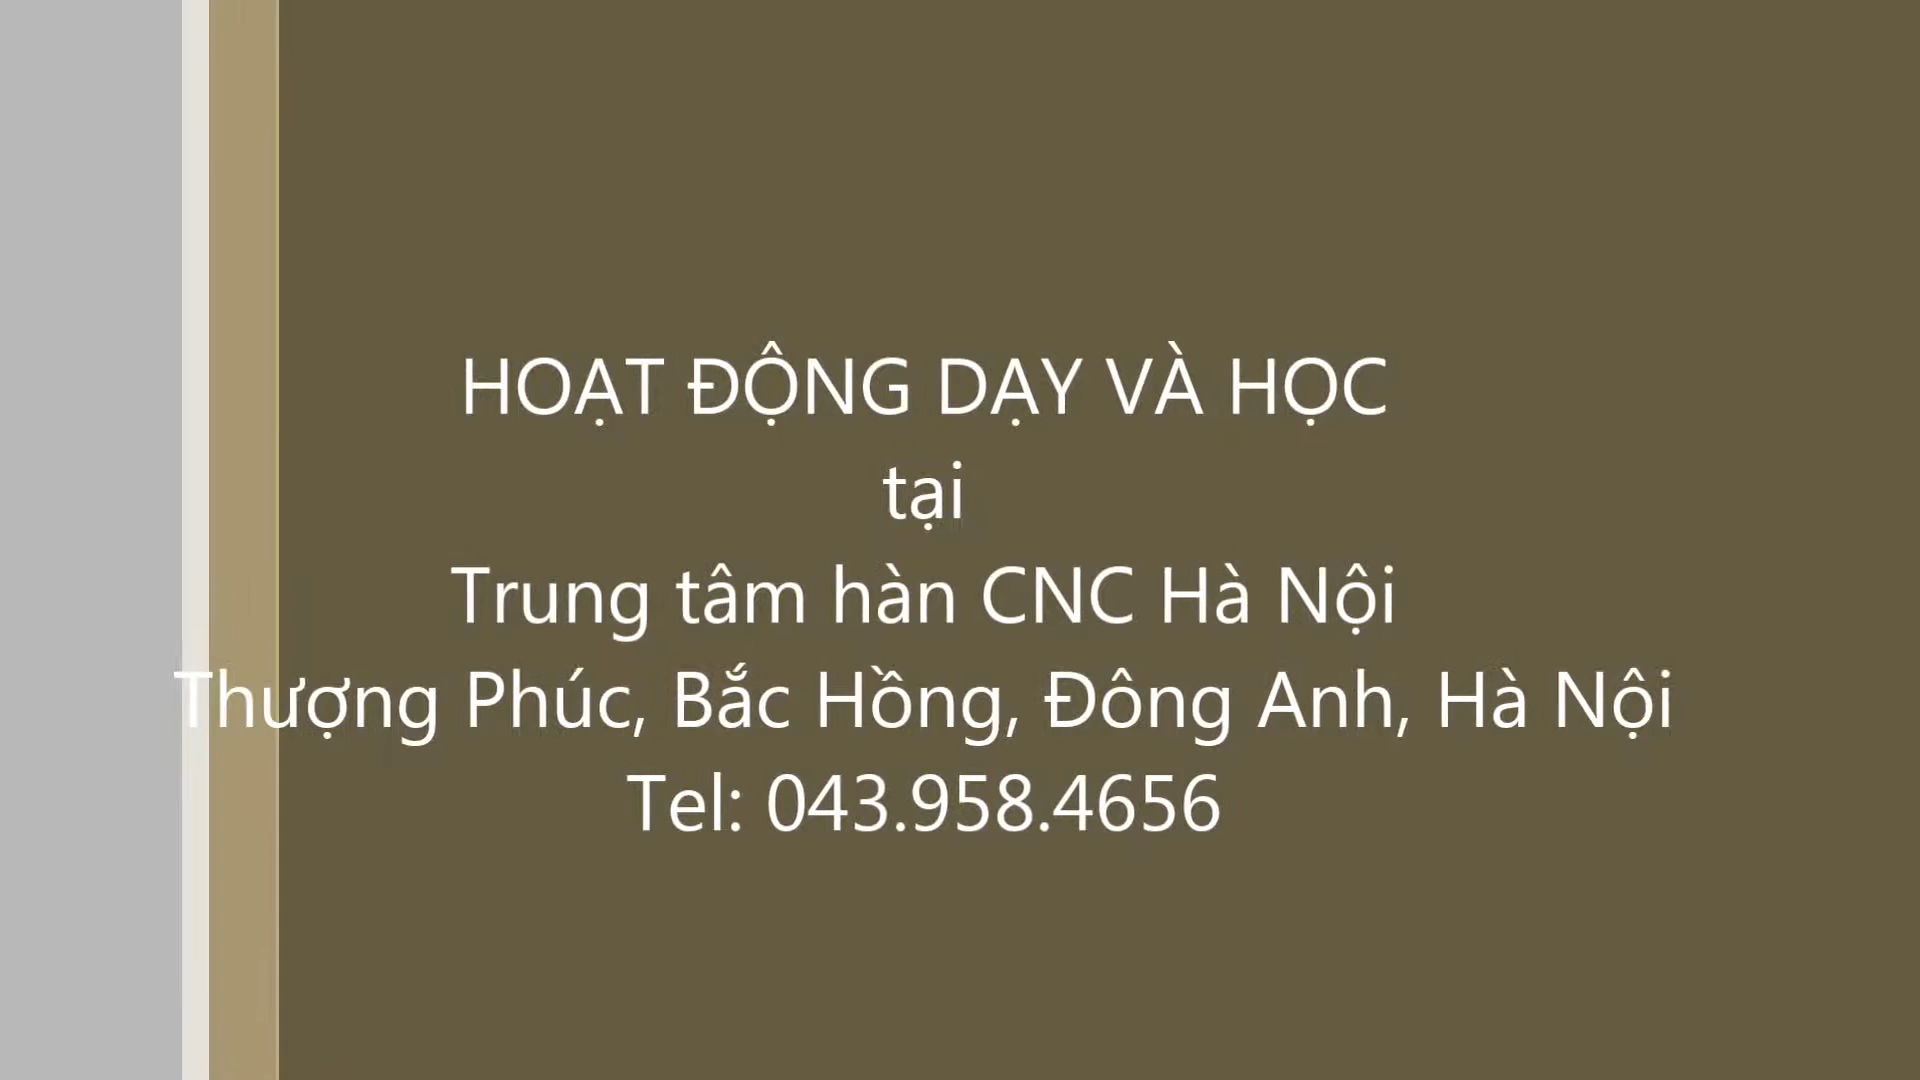 HOẠT ĐỘNG DẠY VÀ HỌC
tại
Trung tâm hàn CNC Hà Nội
Thượng Phúc, Bắc Hồng, Đông Anh, Hà Nội
Tel: 043.958.4656